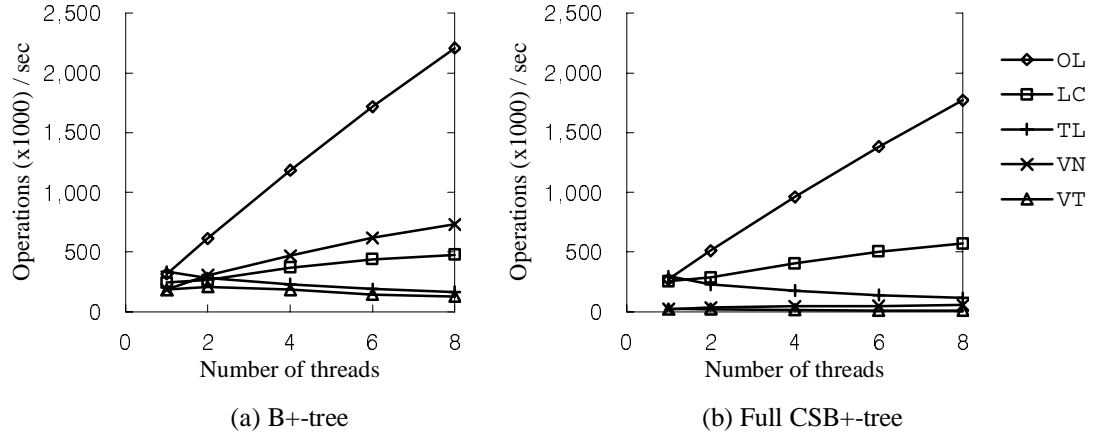 2,500
2,000
1,500
1,000
500
0
0 2 4 6 8
Operations (x1000) / sec
Number of threads
(a) B+-tree
2,500
2,000
1,500
1,000
500
0
0 2 4 6 8
Operations (x1000) / sec
Number of threads
(b) Full CSB+-tree
OL
LC
TL
VN
VT